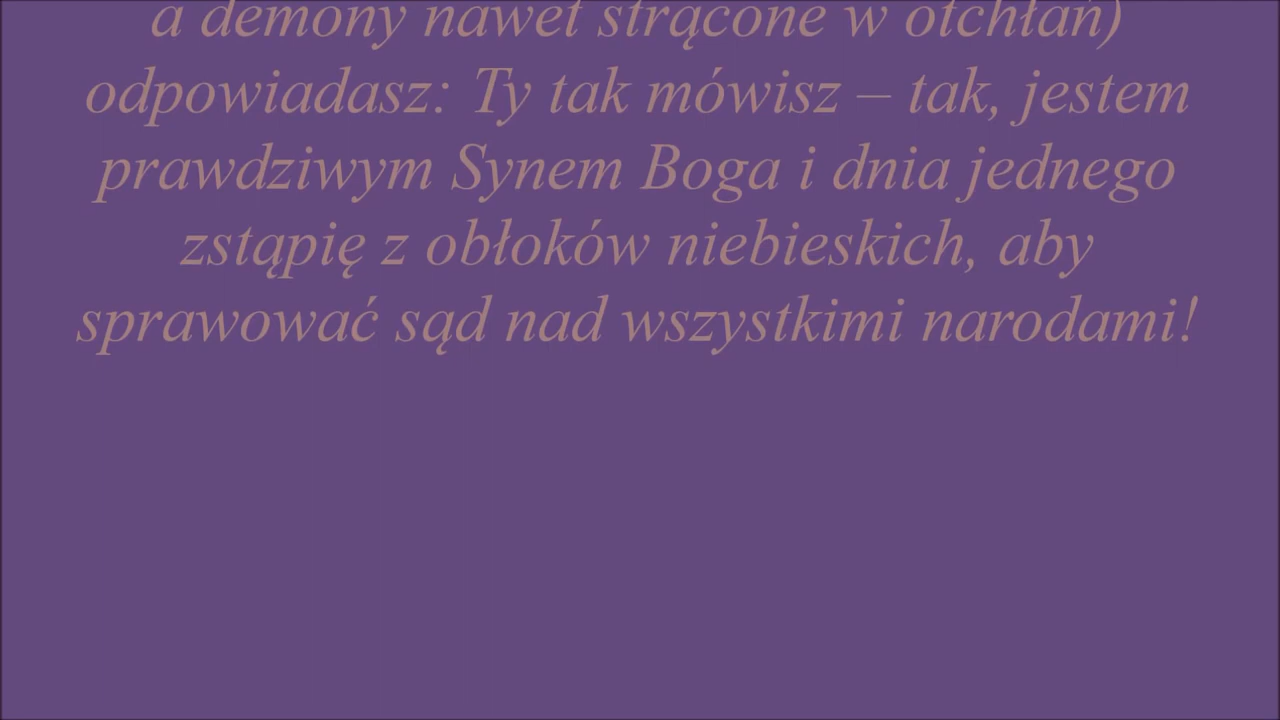 a demony nawet strącone w otchłań)
odpowiadasz: Ty tak mówisz – tak, jestem
prawdziwym Synem Boga i dnia jednego
zstąpię z obłoków niebieskich, aby
sprawować sąd nad wszystkimi narodami!